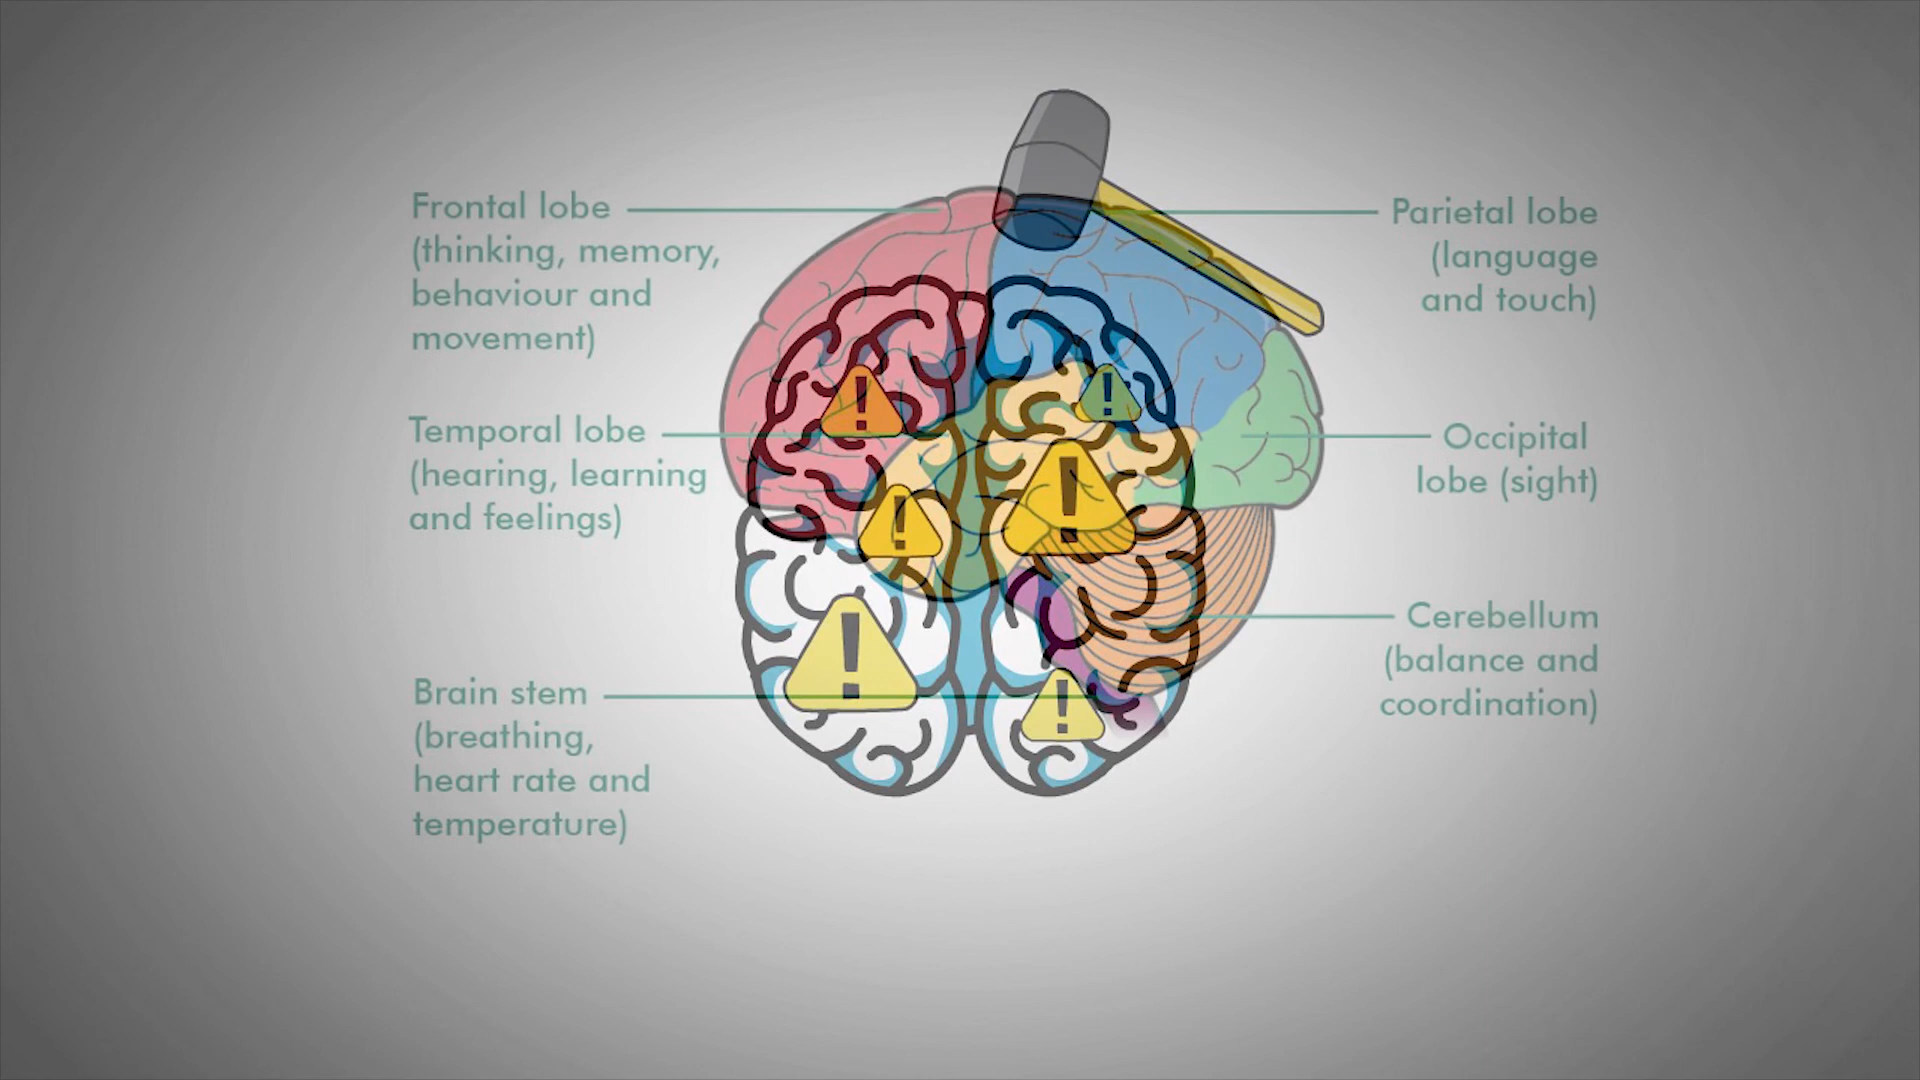 Frontal lobe
(thinking, memory,
behaviour and
movement)
Temporal lobe
(hearing, learning
and feelings)
Brain stem
(breathing,
heart rate and
temperature)
Parietal lobe
(language
and touch)
Occipital
lobe (sight)
Cerebellum
(balance and
coordination)
!
!
!
!
!
!